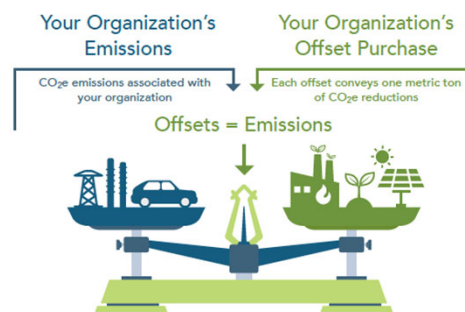 Your Organization's
Emissions
CO₂e emissions associated with
your organization
Your Organization's
Offset Purchase
Each offset conveys one metric ton
of CO₂e reductions
Offsets = Emissions